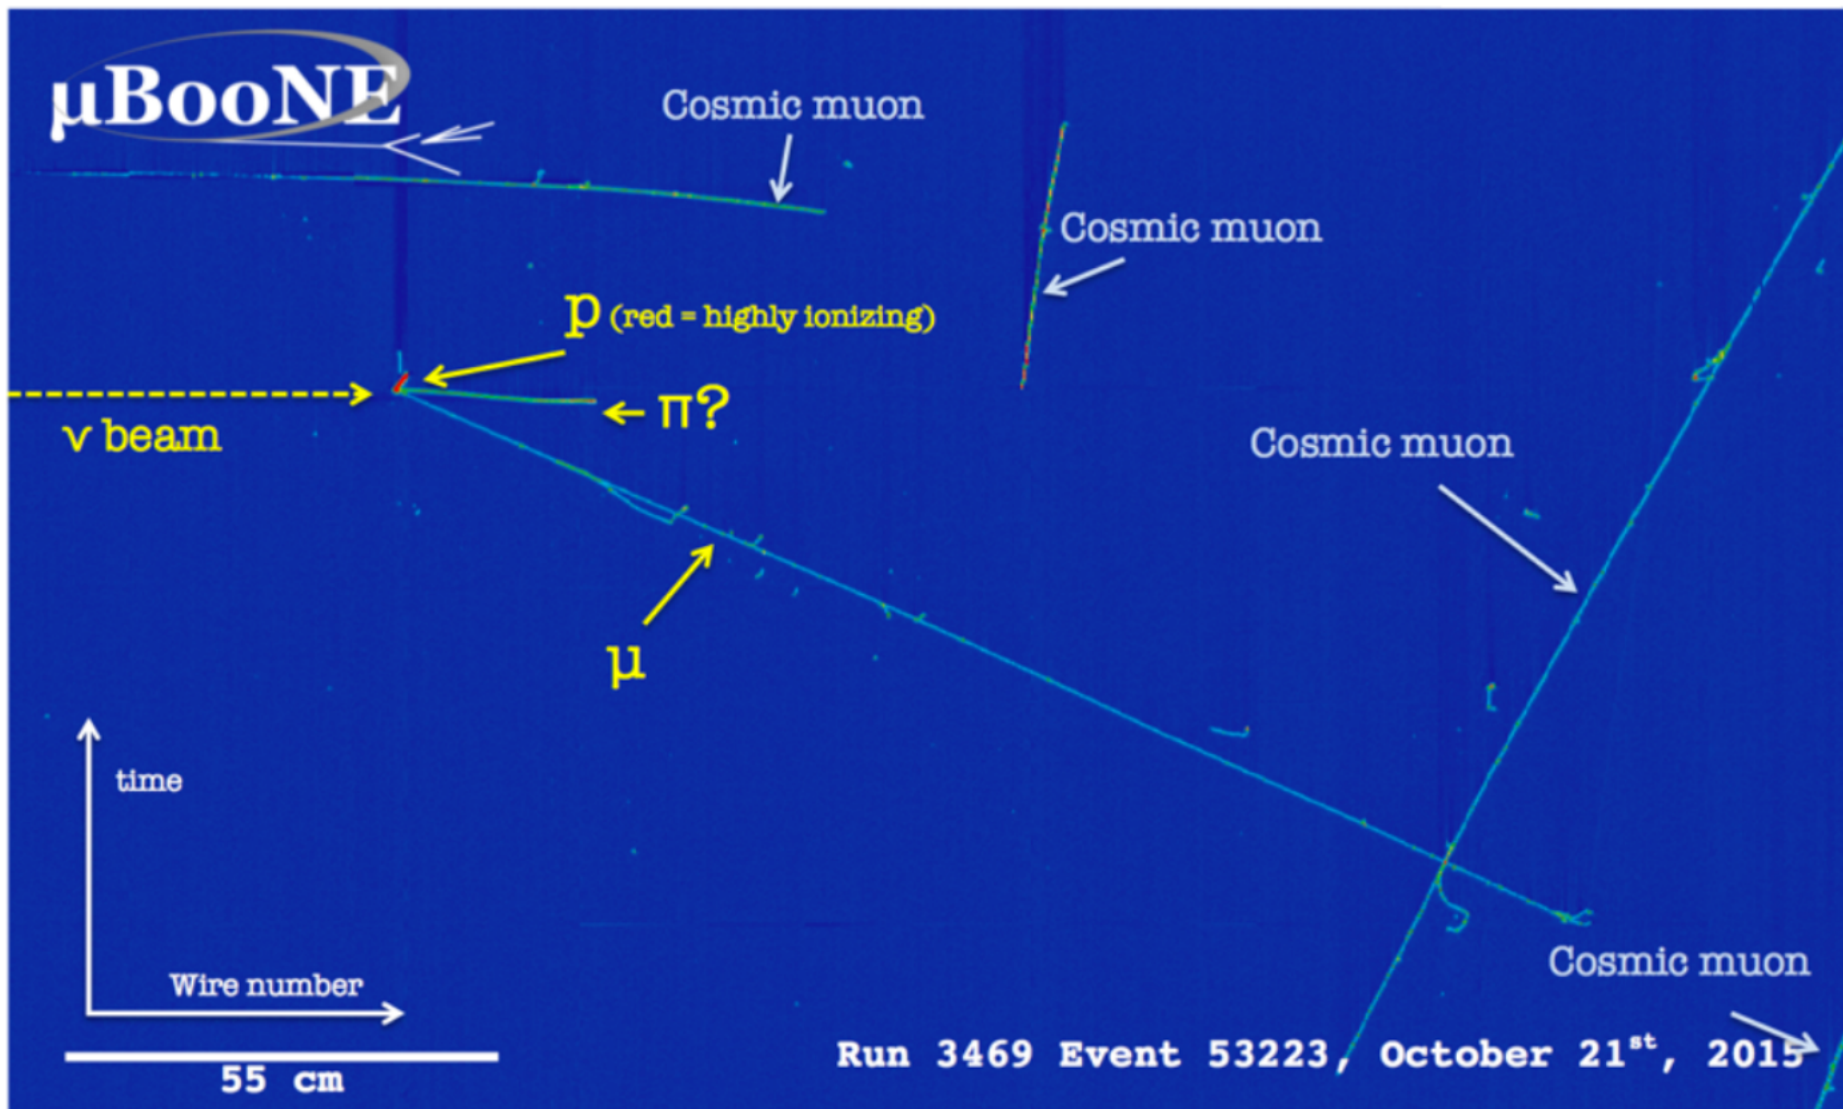 µBooNE
Cosmic muon
Cosmic muon
p (red = highly ionizing)
π?
ν beam
Cosmic muon
µ
time
Wire number
Cosmic muon
Run 3469 Event 53223, October 21st, 2015
55 cm